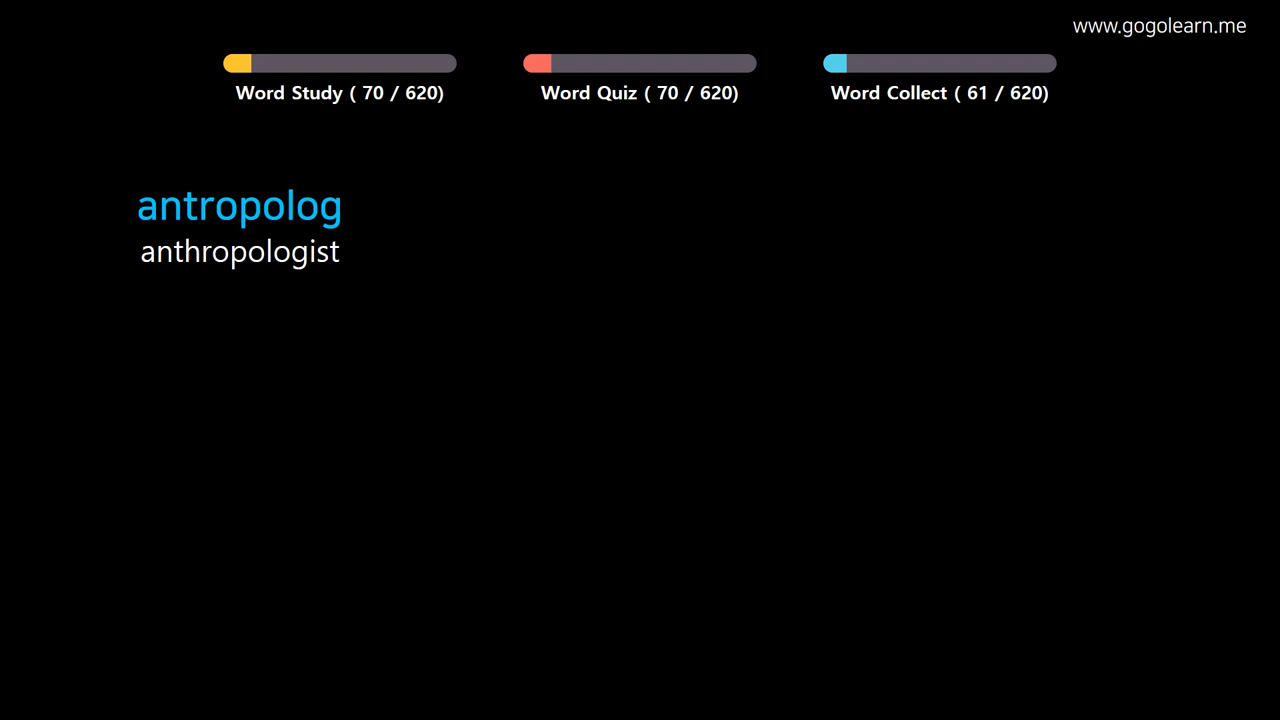 www.gogolearn.me
Word Study ( 70 / 620)
Word Quiz ( 70 / 620)
Word Collect ( 61 / 620)
antropolog
anthropologist